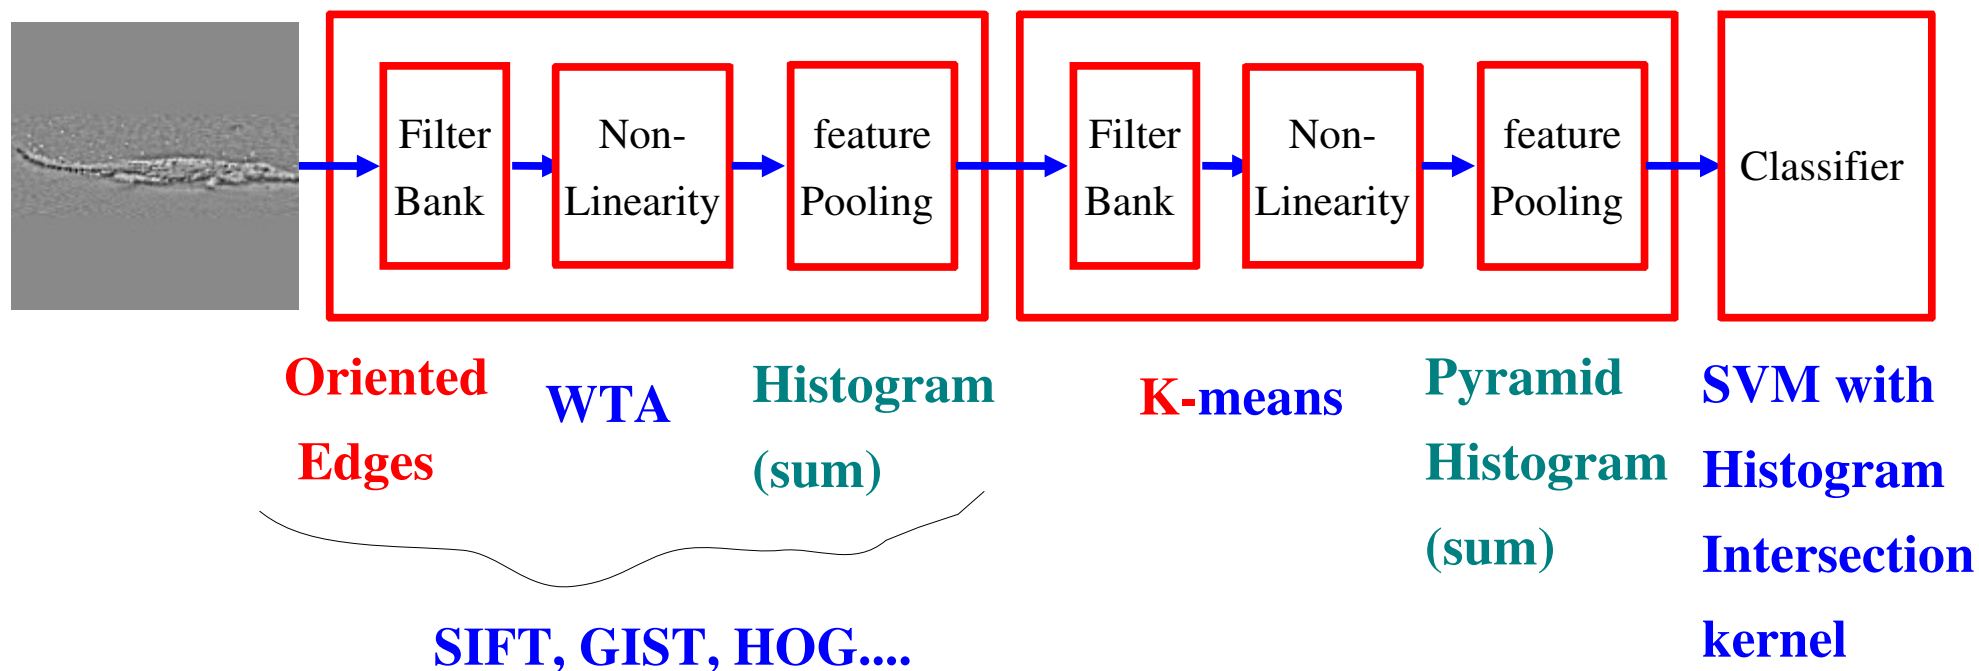 Filter
Bank
Non-
Linearity
feature
Pooling
Filter
Bank
Non-
Linearity
feature
Pooling
Classifier
Oriented
Edges
WTA
Histogram
(sum)
K-means
Pyramid
Histogram
(sum)
SVM with
Histogram
Intersection
kernel
SIFT, GIST, HOG....